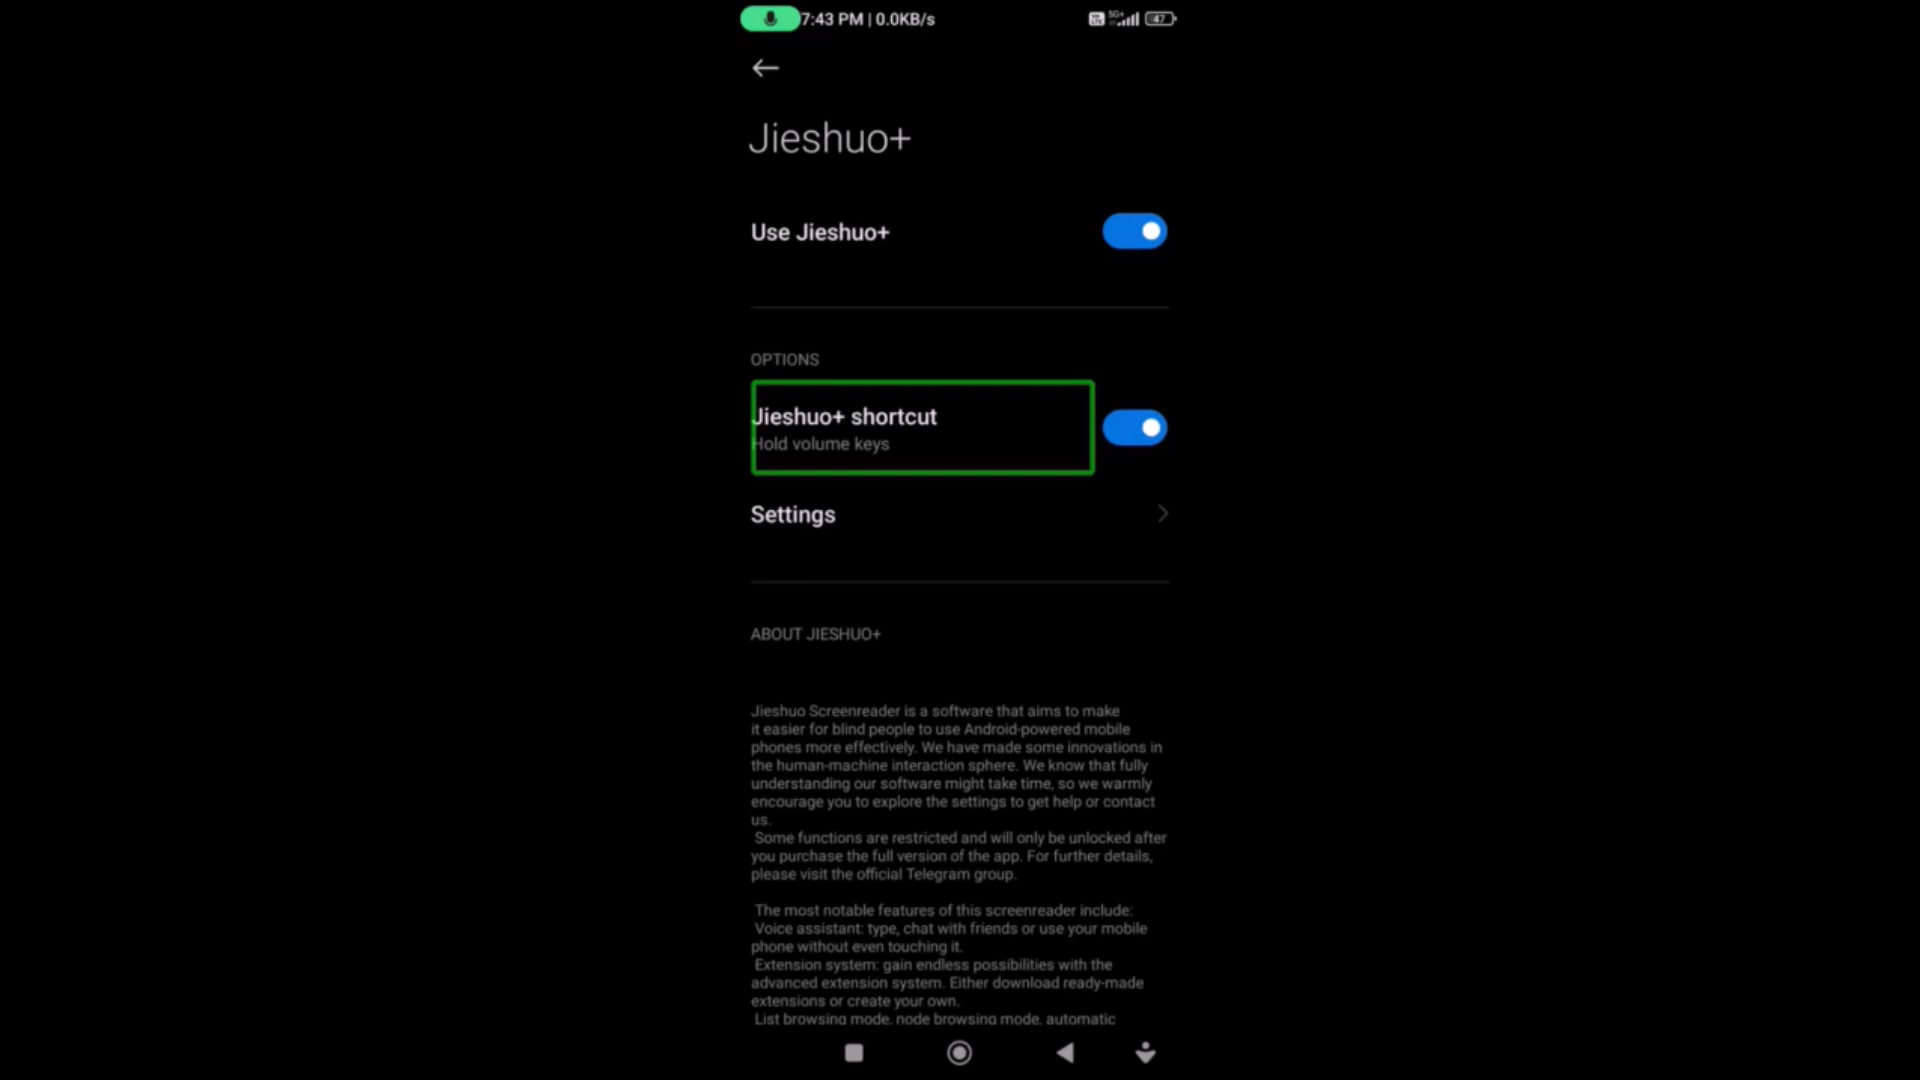 7:43 PM | 0.0KB/s
5G+
47
Jieshuo+
Use Jieshuo+
OPTIONS
Jieshuo+ shortcut
Hold volume keys
Settings
ABOUT JIESHUO+
Jieshuo Screenreader is a software that aims to make
it easier for blind people to use Android-powered mobile
phones more effectively. We have made some innovations in
the human-machine interaction sphere. We know that fully
understanding our software might take time, so we warmly
encourage you to explore the settings to get help or contact
us.
Some functions are restricted and will only be unlocked after
you purchase the full version of the app. For further details,
please visit the official Telegram group.
The most notable features of this screenreader include:
Voice assistant: type, chat with friends or use your mobile
phone without even touching it.
Extension system: gain endless possibilities with the
advanced extension system. Either download ready-made
extensions or create your own.
List browsing mode, node browsing mode, automatic